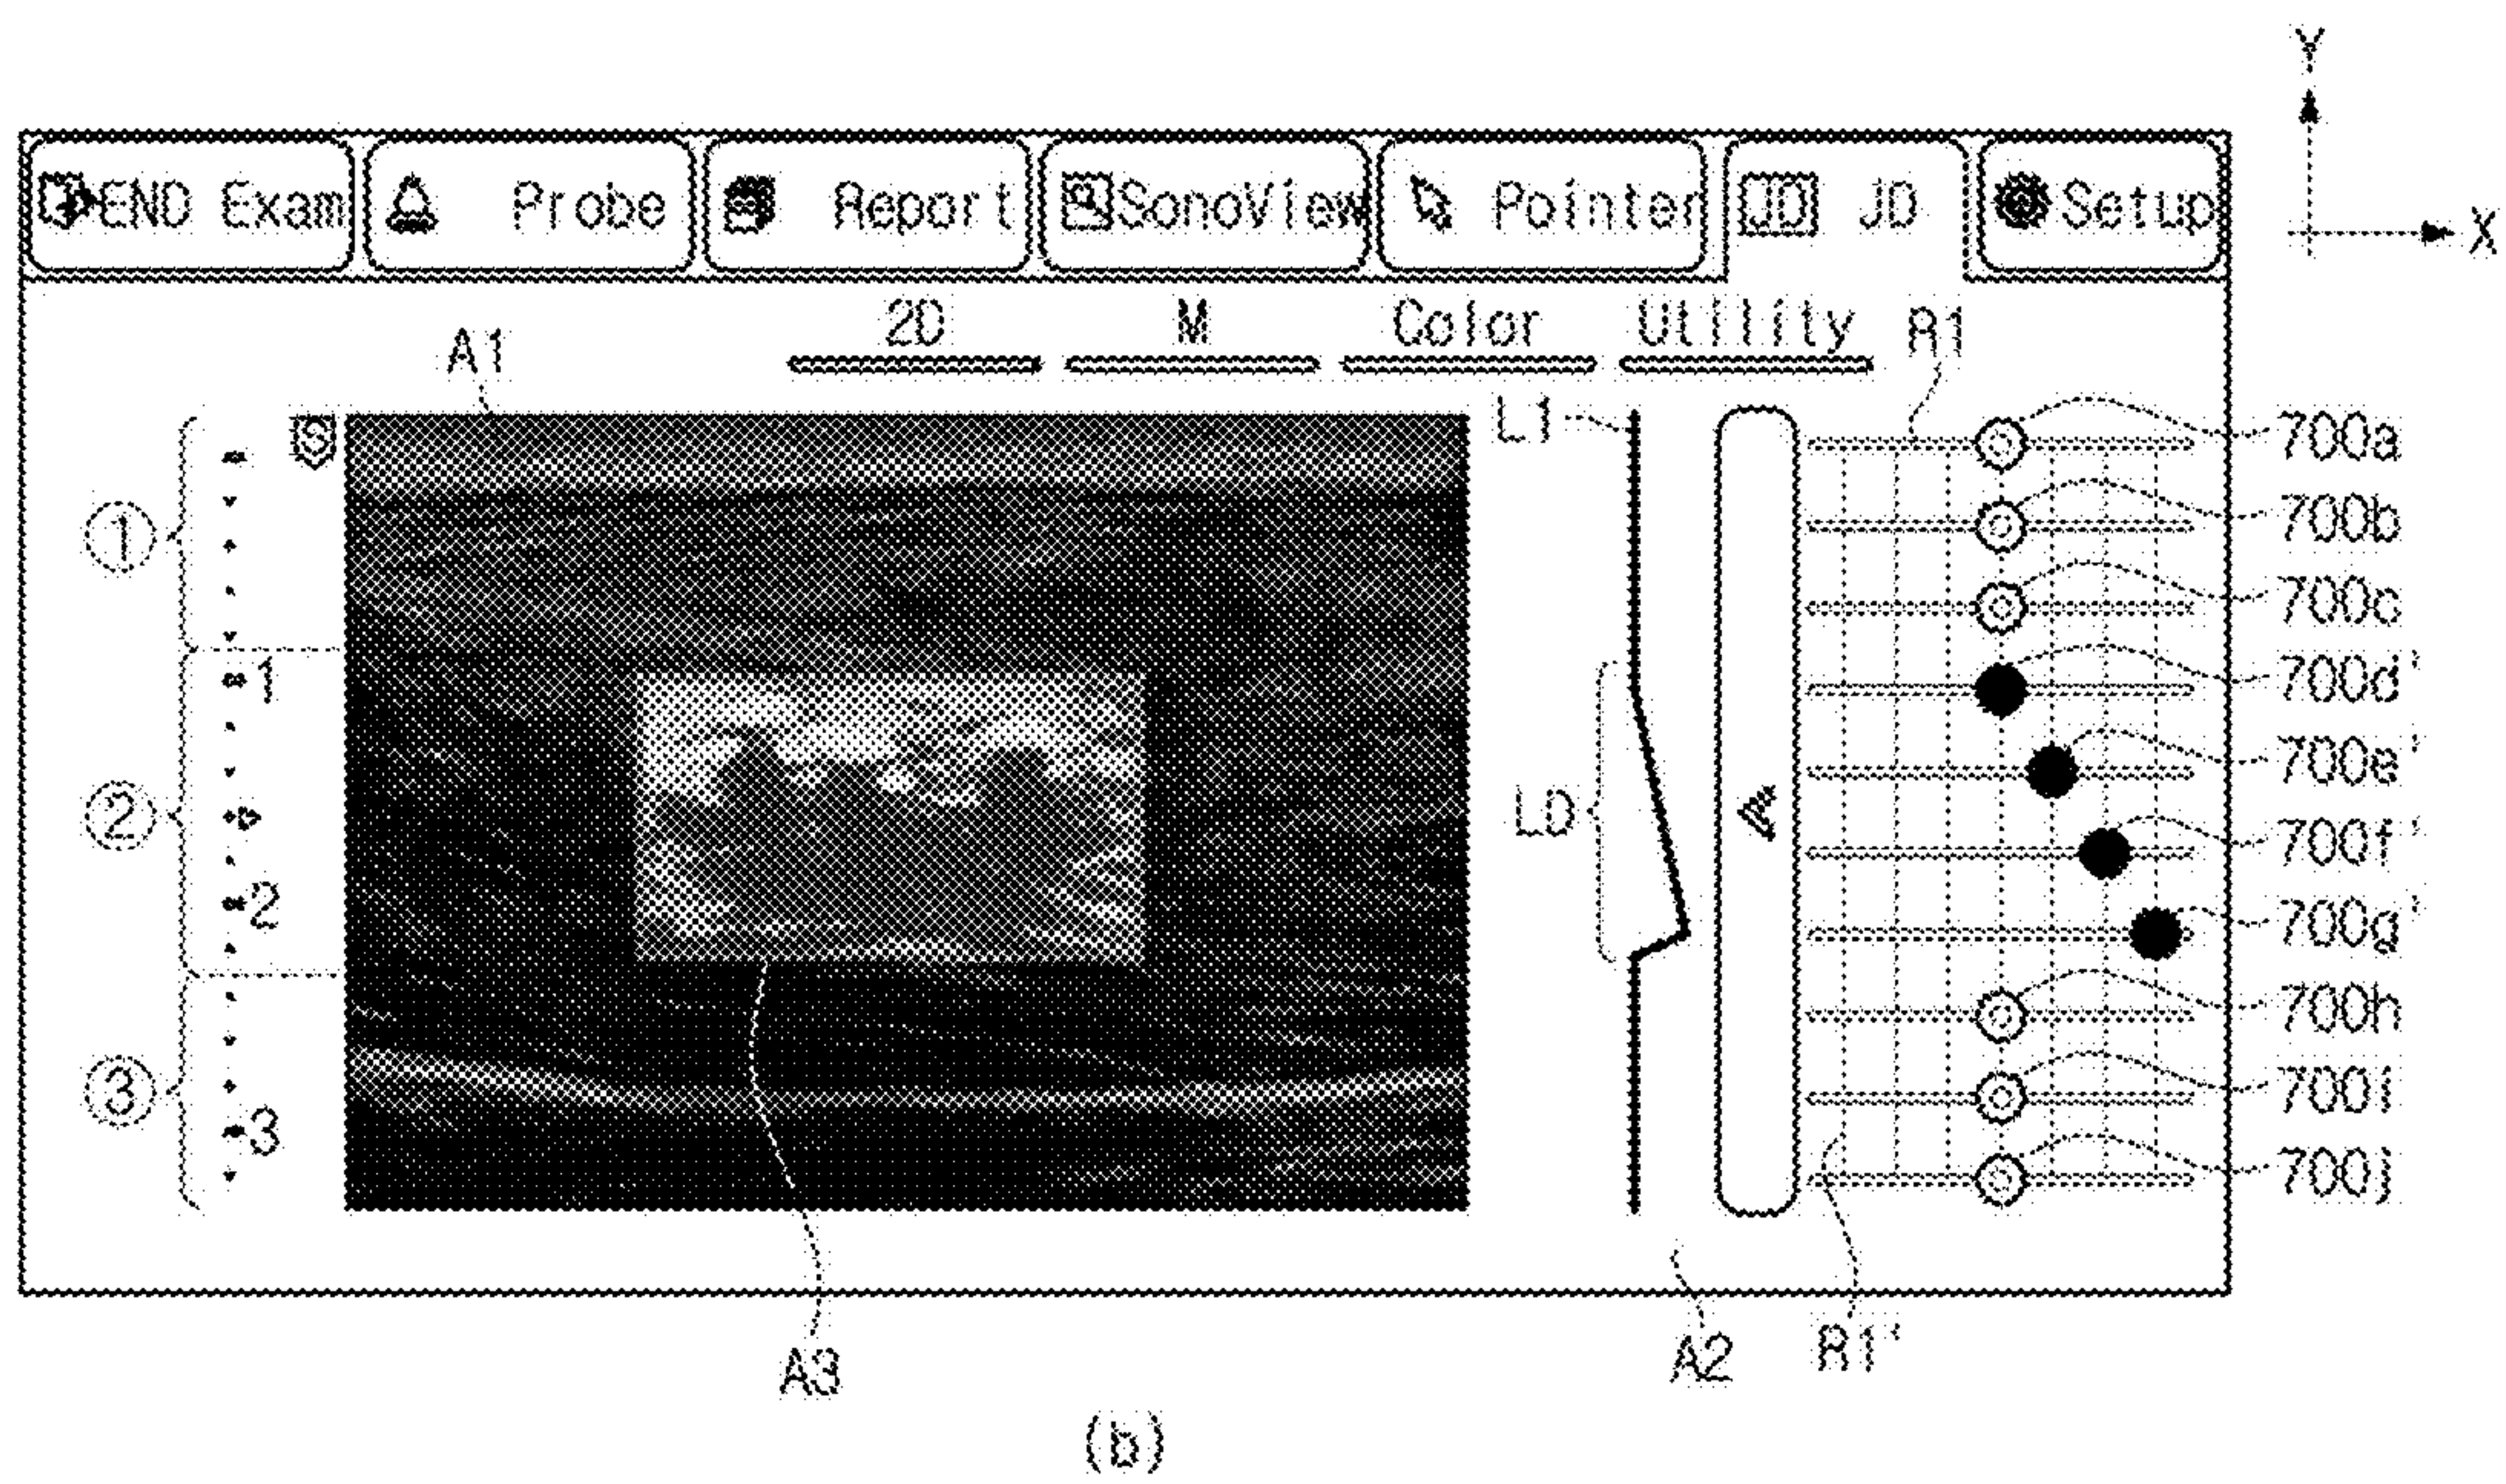 Y
END Exam Probe Report SonoView Pointer JD JD Setup
X
2D M Color Utility R1
A1
S
L1
700a
①
700b
700c
1
700d'
700e'
②
LD
700f'
2
700g'
700h
③
700i
3
700j
A3
A2
R1'
(b)